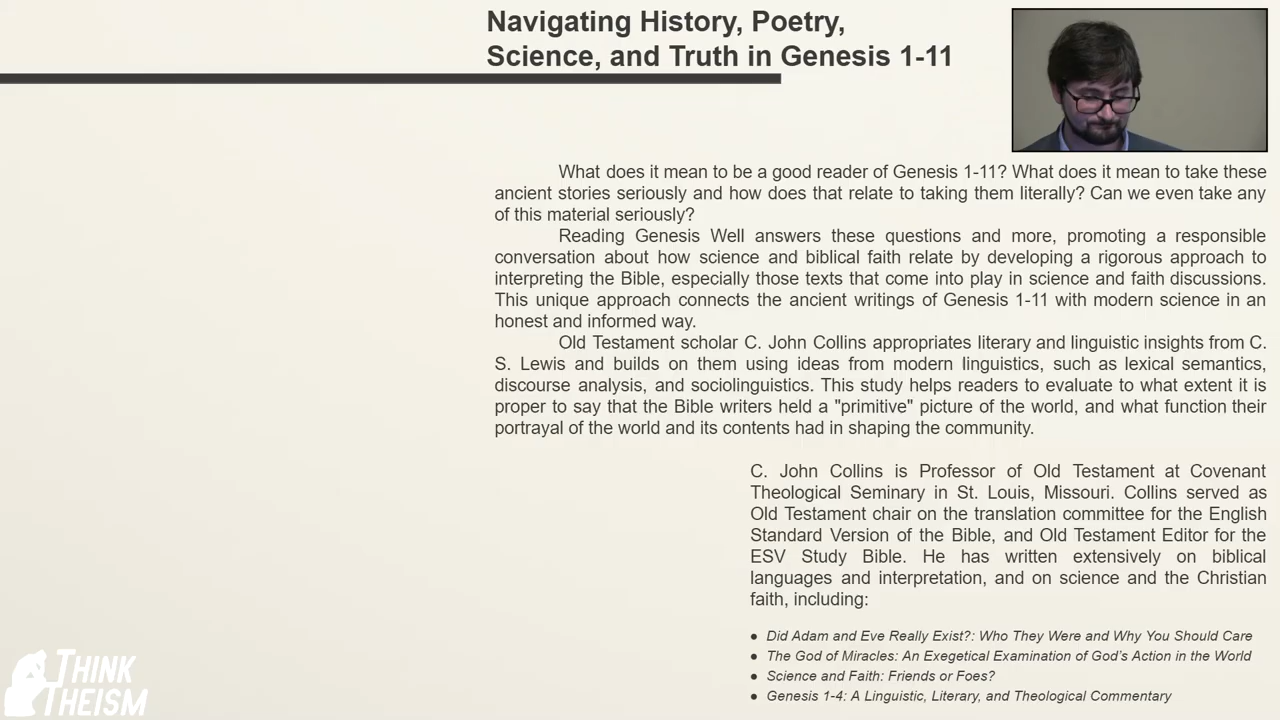 Navigating History, Poetry,
Science, and Truth in Genesis 1-11
What does it mean to be a good reader of Genesis 1-11? What does it mean to take these
ancient stories seriously and how does that relate to taking them literally? Can we even take any
of this material seriously?
Reading Genesis Well answers these questions and more, promoting a responsible
conversation about how science and biblical faith relate by developing a rigorous approach to
interpreting the Bible, especially those texts that come into play in science and faith discussions.
This unique approach connects the ancient writings of Genesis 1-11 with modern science in an
honest and informed way.
Old Testament scholar C. John Collins appropriates literary and linguistic insights from C.
S. Lewis and builds on them using ideas from modern linguistics, such as lexical semantics,
discourse analysis, and sociolinguistics. This study helps readers to evaluate to what extent it is
proper to say that the Bible writers held a "primitive" picture of the world, and what function their
portrayal of the world and its contents had in shaping the community.
C. John Collins is Professor of Old Testament at Covenant
Theological Seminary in St. Louis, Missouri. Collins served as
Old Testament chair on the translation committee for the English
Standard Version of the Bible, and Old Testament Editor for the
ESV Study Bible. He has written extensively on biblical
languages and interpretation, and on science and the Christian
faith, including:
● Did Adam and Eve Really Exist?: Who They Were and Why You Should Care
● The God of Miracles: An Exegetical Examination of God's Action in the World
● Science and Faith: Friends or Foes?
● Genesis 1-4: A Linguistic, Literary, and Theological Commentary
THINK
THEISM